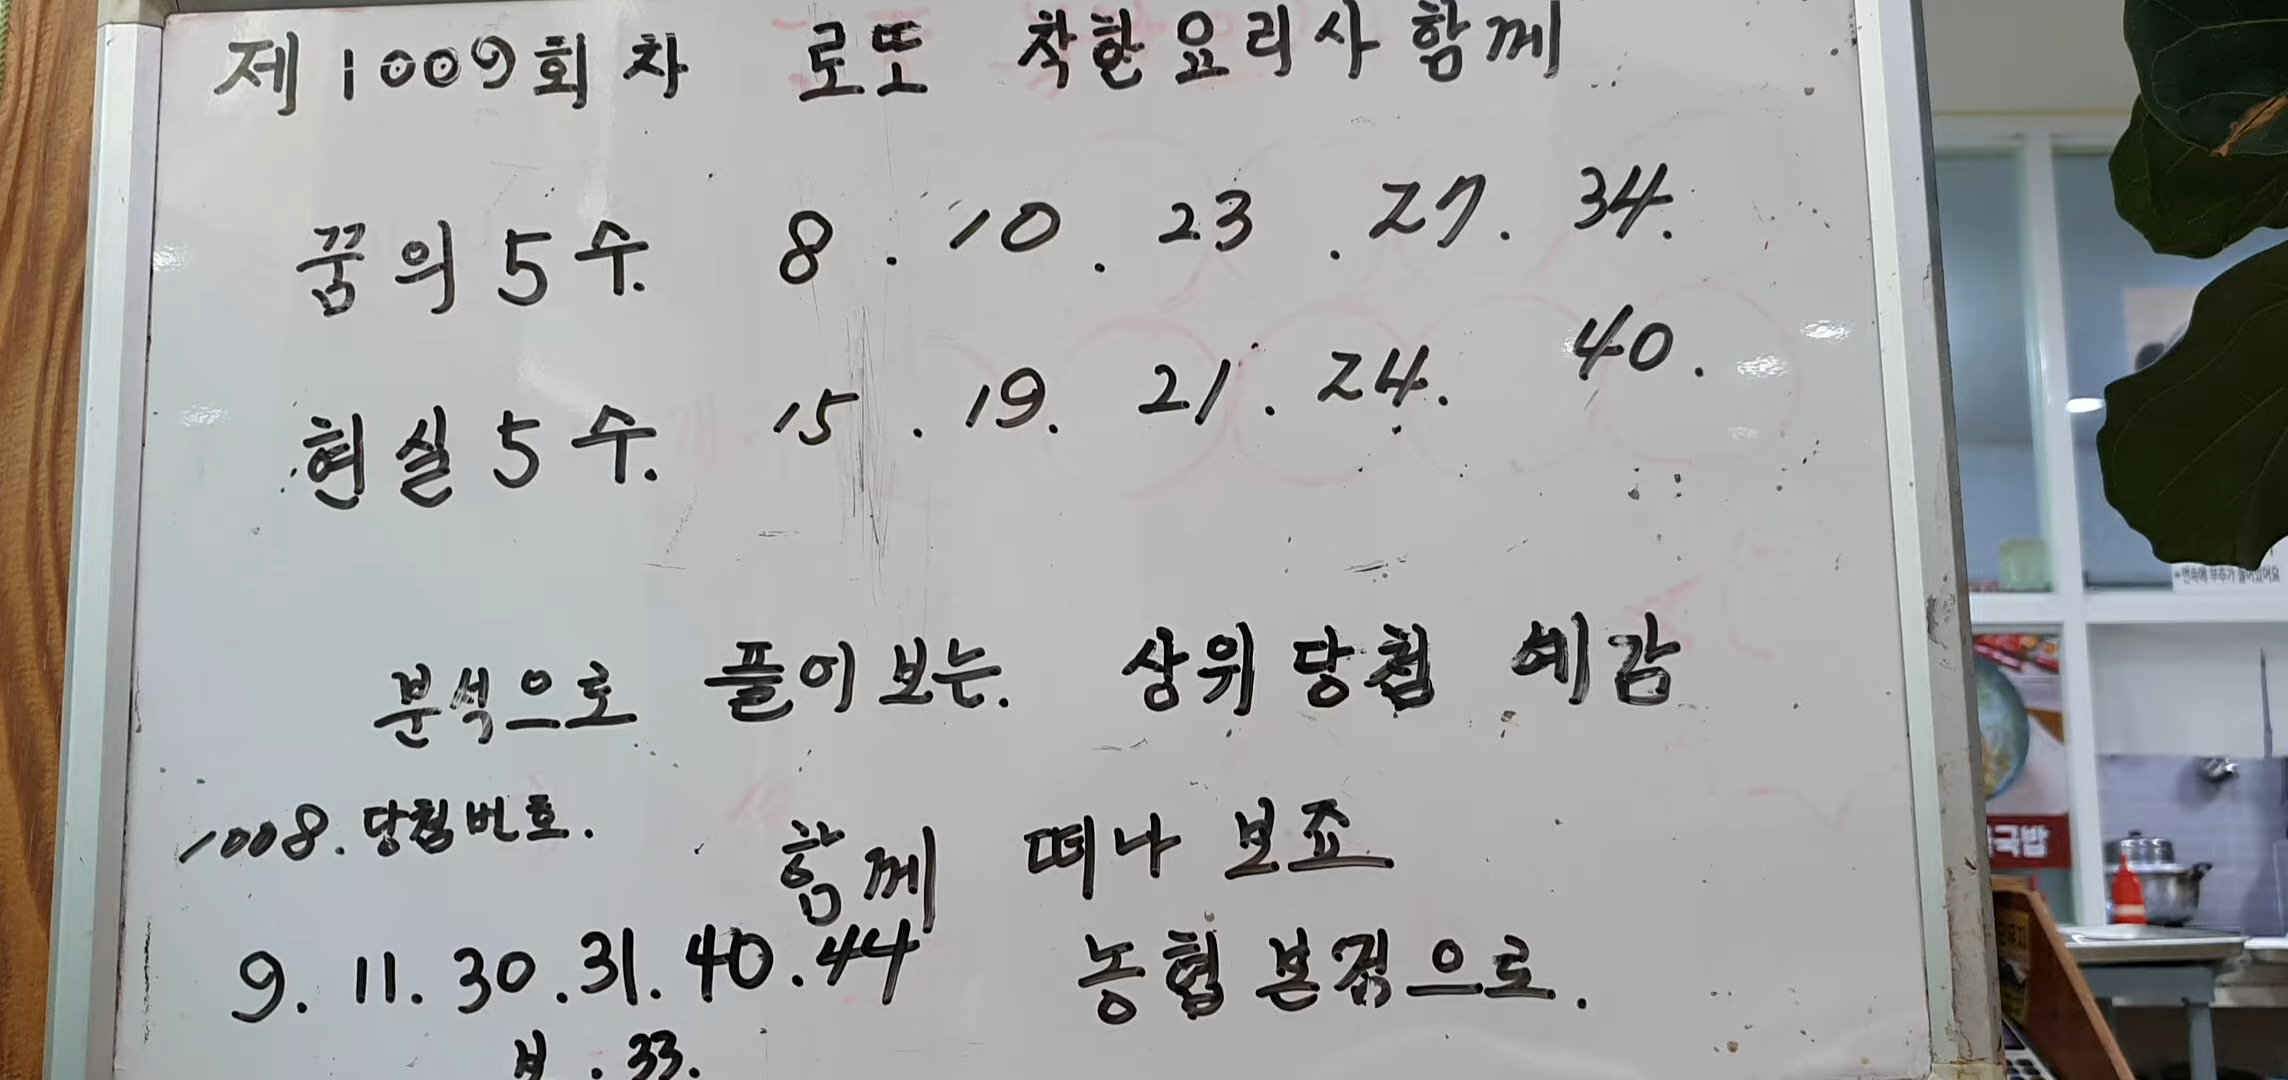 제 1009회 차 로또 착한요리사 함께
꿈의 5수. 8. 10. 23. 27. 34.
현실 5수. 15. 19. 21. 24. 40.
분석으로 풀이보는. 상위 당첨 예감
1008. 당첨번호. 함께 떠나 보죠
9. 11. 30. 31. 40. 44 농협 본점으로.
보. 33.
국밥